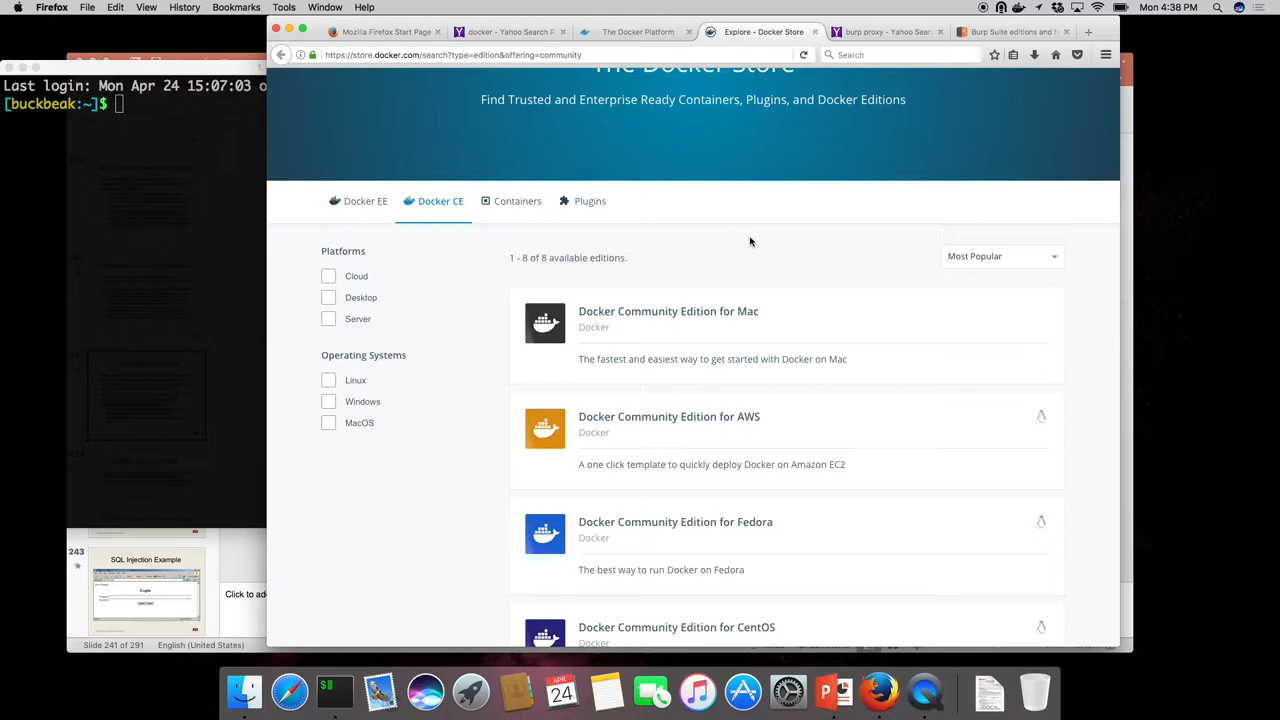 Firefox File Edit View History Bookmarks Tools Window Help
Mon 4:38 PM
Mozilla Firefox Start Page
docker - Yahoo Search R
The Docker Platform
Explore - Docker Store
burp proxy - Yahoo Searc
Burp Suite editions and
https://store.docker.com/search?type=edition&offering=community
Search
Last login: Mon Apr 24 15:07:03 o
[buckbeak:~]$
The Docker Store
Find Trusted and Enterprise Ready Containers, Plugins, and Docker Editions
Docker EE
Docker CE
Containers
Plugins
Platforms
Cloud
Desktop
Server
Operating Systems
Linux
Windows
MacOS
1 - 8 of 8 available editions.
Most Popular
Docker Community Edition for Mac
Docker
The fastest and easiest way to get started with Docker on Mac
Docker Community Edition for AWS
Docker
A one click template to quickly deploy Docker on Amazon EC2
Docker Community Edition for Fedora
Docker
The best way to run Docker on Fedora
Docker Community Edition for CentOS
Docker
243
SQL Injection Example
Login
Click to ad
Slide 241 of 291
English (United States)
$
APR
24